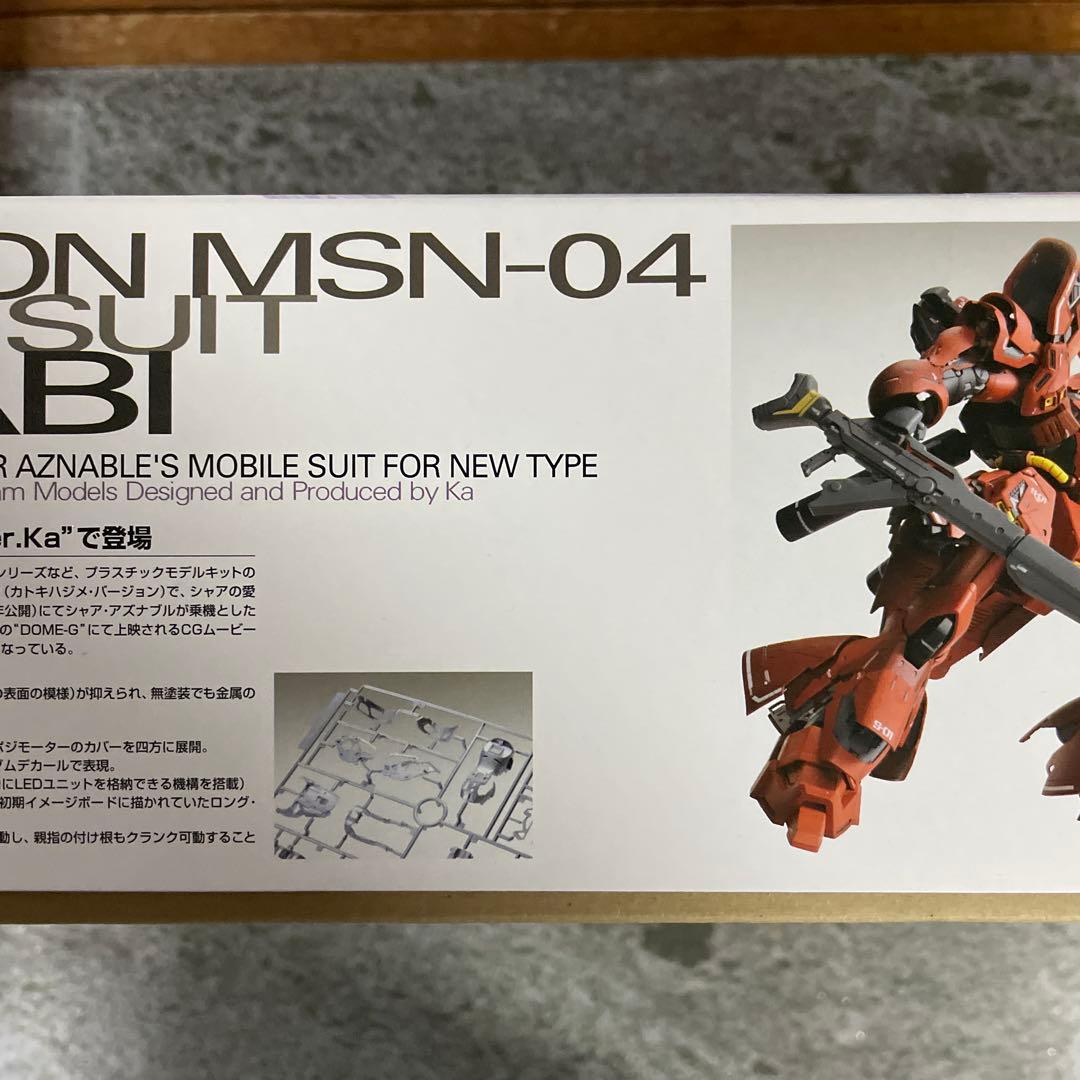 ON MSN-04
SUIT
ABI
R AZNABLE'S MOBILE SUIT FOR NEW TYPE
am Models Designed and Produced by Ka
er.Ka”で登場
シリーズなど、プラスチックモデルキットの
（カトキハジメ・バージョン）で、シャアの愛
年公開)にてシャア・アズナブルが乗機とした
の“DOME-G”にて上映されるCGムービー
なっている。
の表面の模様)が抑えられ、無塗装でも金属の
ポジモーターのカバーを四方に展開。
ダムデカールで表現。
にLEDユニットを格納できる機構を搭載）
初期イメージボードに描かれていたロング・
動し、親指の付け根もクランク可動すること
S-01